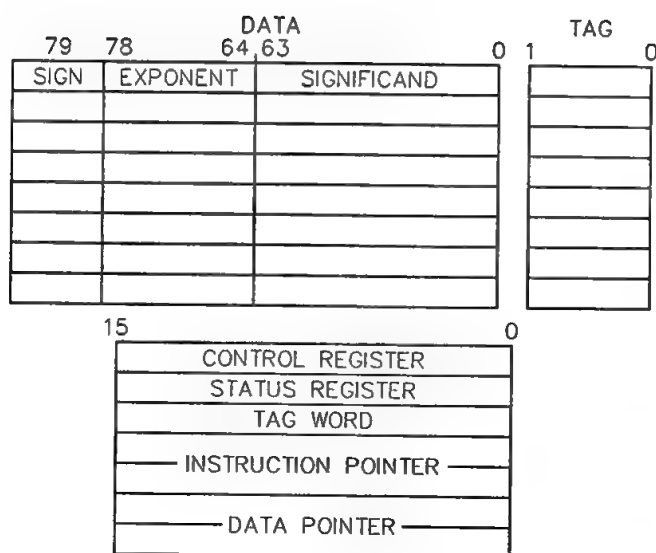 DATA
TAG
79 78 64,63 0 1 0
SIGN EXPONENT SIGNIFICAND
15 0
CONTROL REGISTER
STATUS REGISTER
TAG WORD
INSTRUCTION POINTER
DATA POINTER